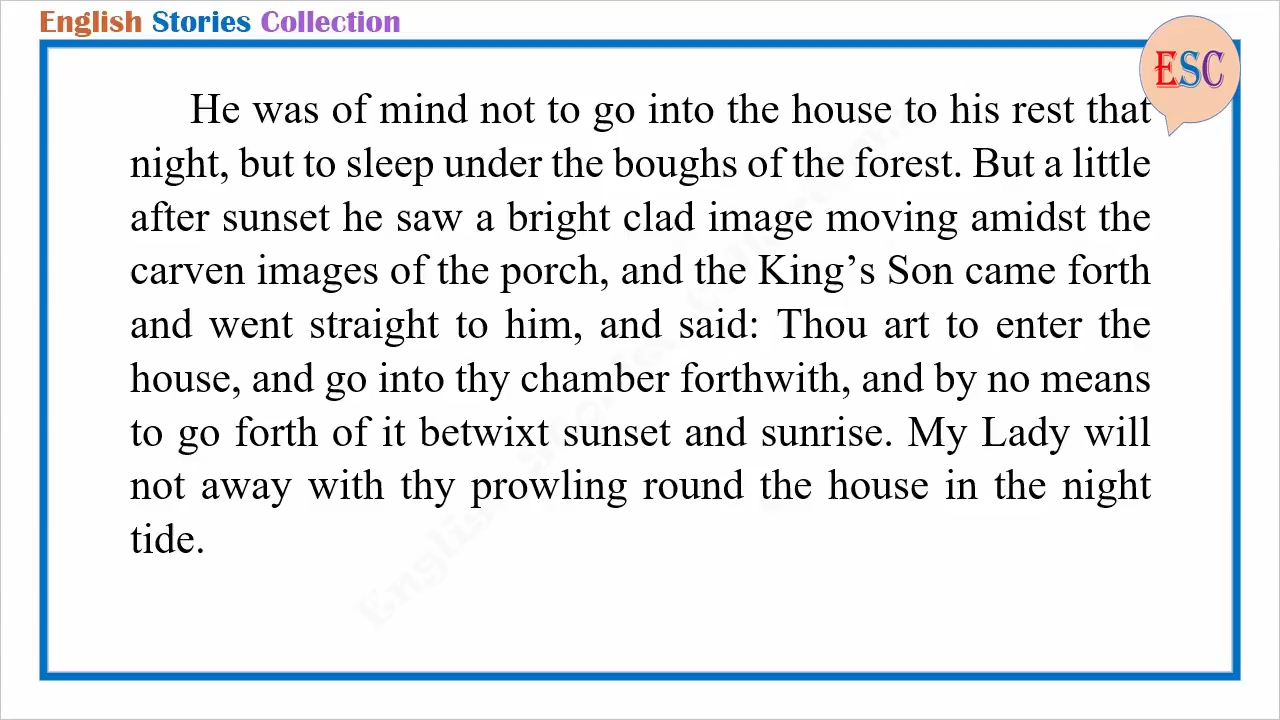 English Stories Collection
ESC
He was of mind not to go into the house to his rest that
night, but to sleep under the boughs of the forest. But a little
after sunset he saw a bright clad image moving amidst the
carven images of the porch, and the King’s Son came forth
and went straight to him, and said: Thou art to enter the
house, and go into thy chamber forthwith, and by no means
to go forth of it betwixt sunset and sunrise. My Lady will
not away with thy prowling round the house in the night
tide.
English Stories Collection